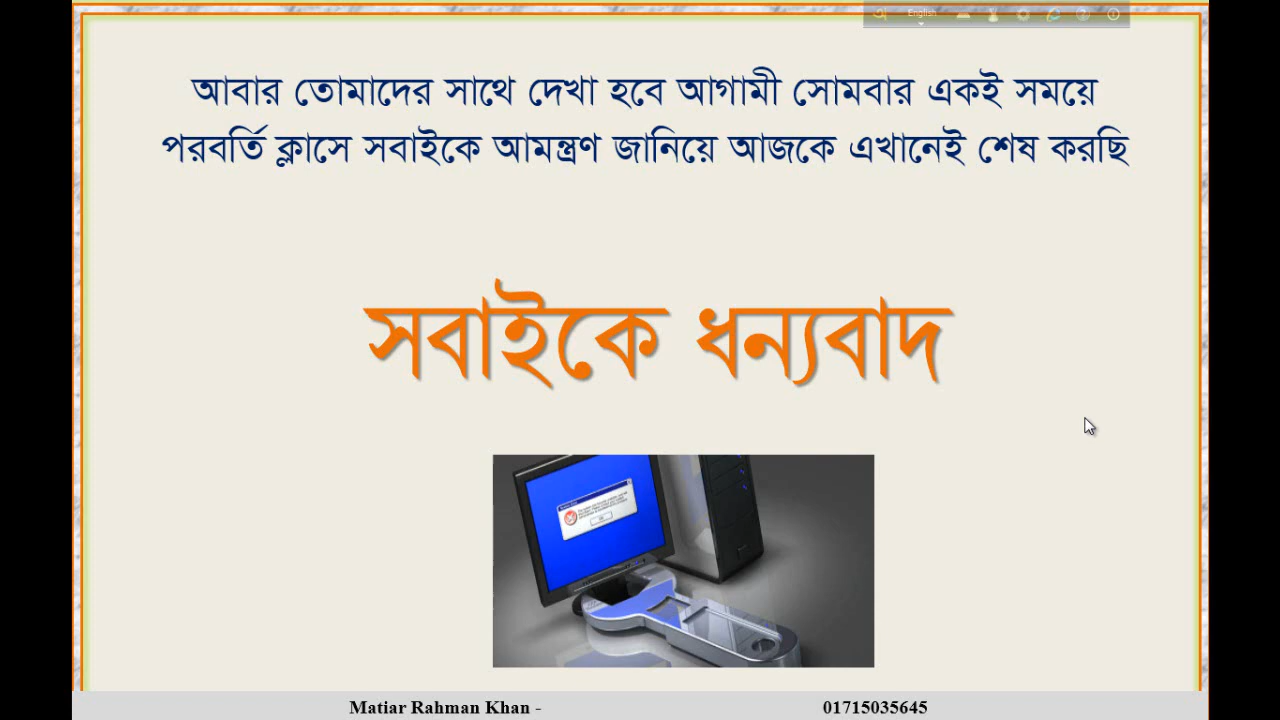 English
আবার তোমাদের সাথে দেখা হবে আগামী সোমবার একই সময়ে
পরবর্তি ক্লাসে সবাইকে আমন্ত্রণ জানিয়ে আজকে এখানেই শেষ করছি
সবাইকে ধন্যবাদ
Matiar Rahman Khan - 01715035645